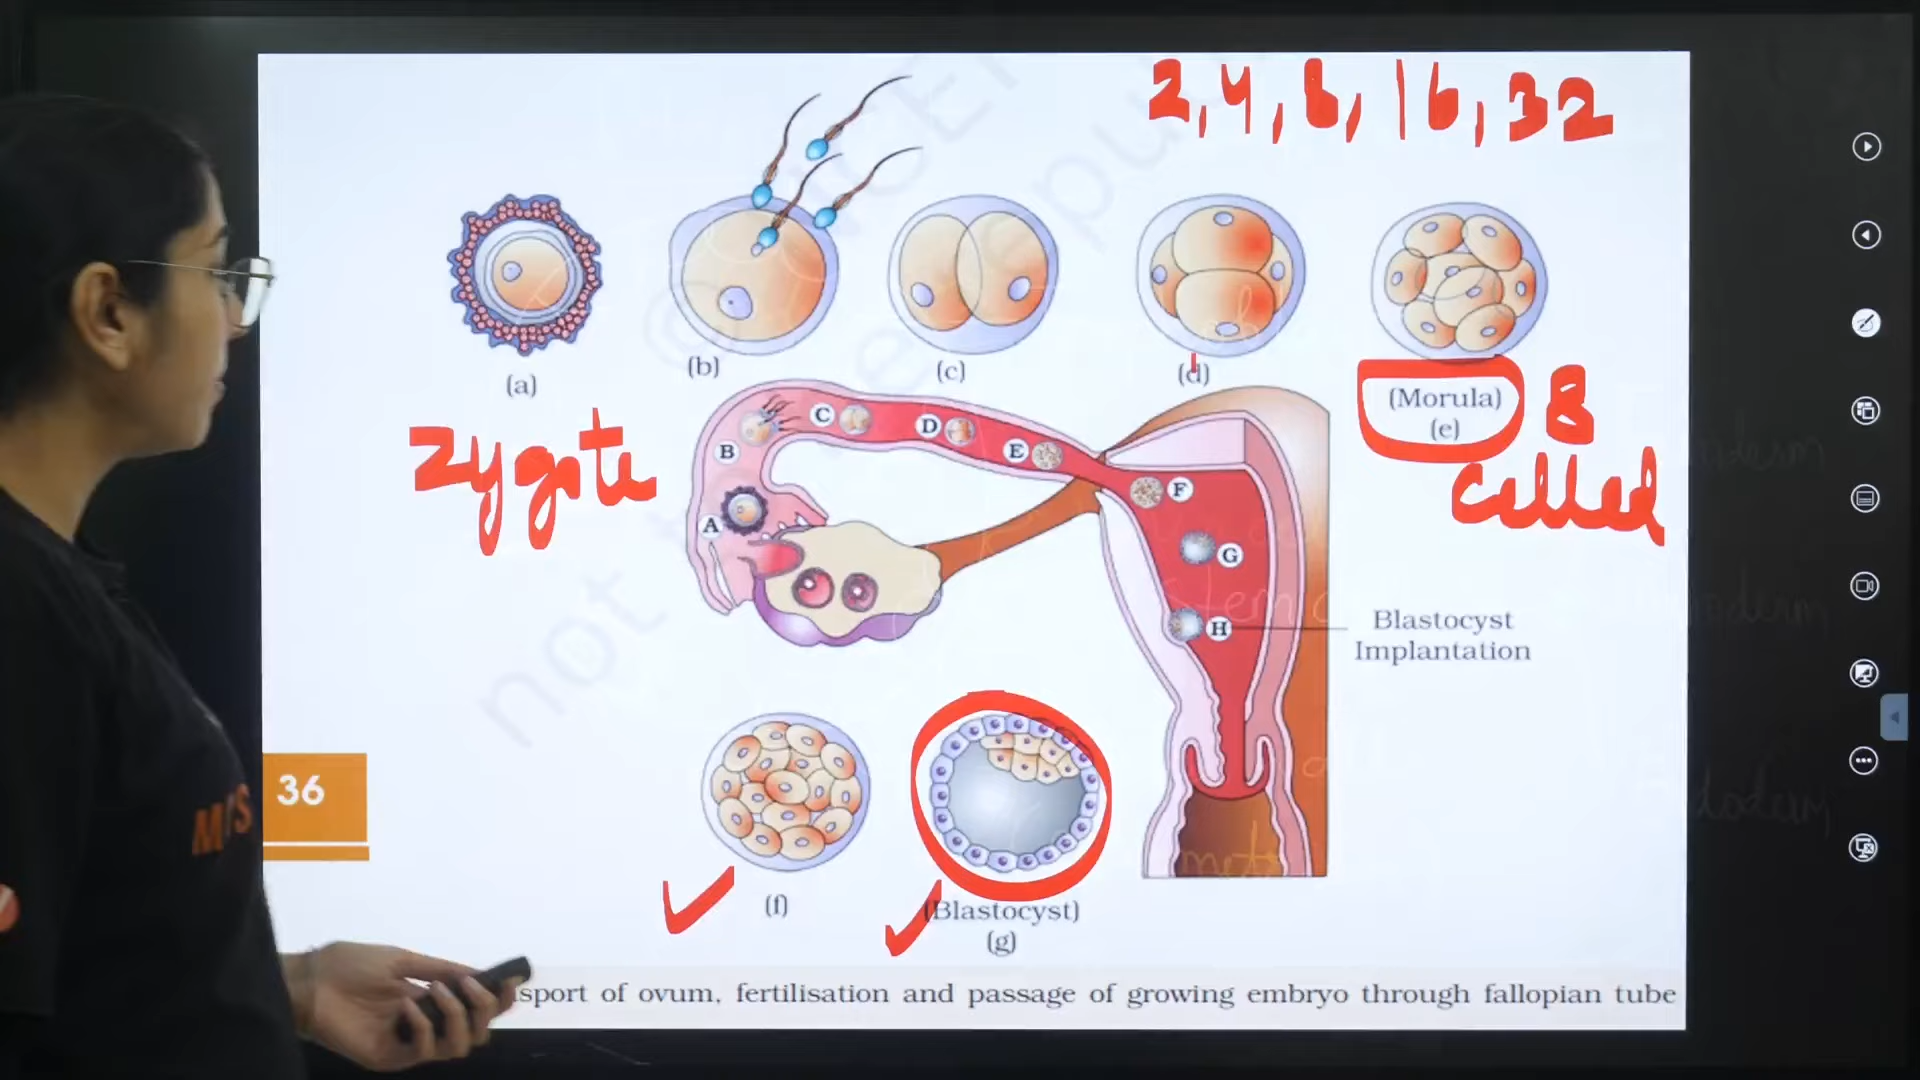 2, 4, 8, 16, 32
(a)
(b)
(c)
(d)
(Morula)
(e)
8
celled
zygote
A
B
C
D
E
F
G
H
Blastocyst
Implantation
36
(f)
(Blastocyst)
(g)
sport of ovum, fertilisation and passage of growing embryo through fallopian tube